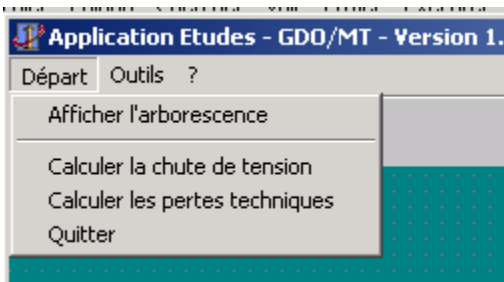 Application Etudes - GDO/MT - Version 1.
Départ Outils ?
Afficher l'arborescence
Calculer la chute de tension
Calculer les pertes techniques
Quitter